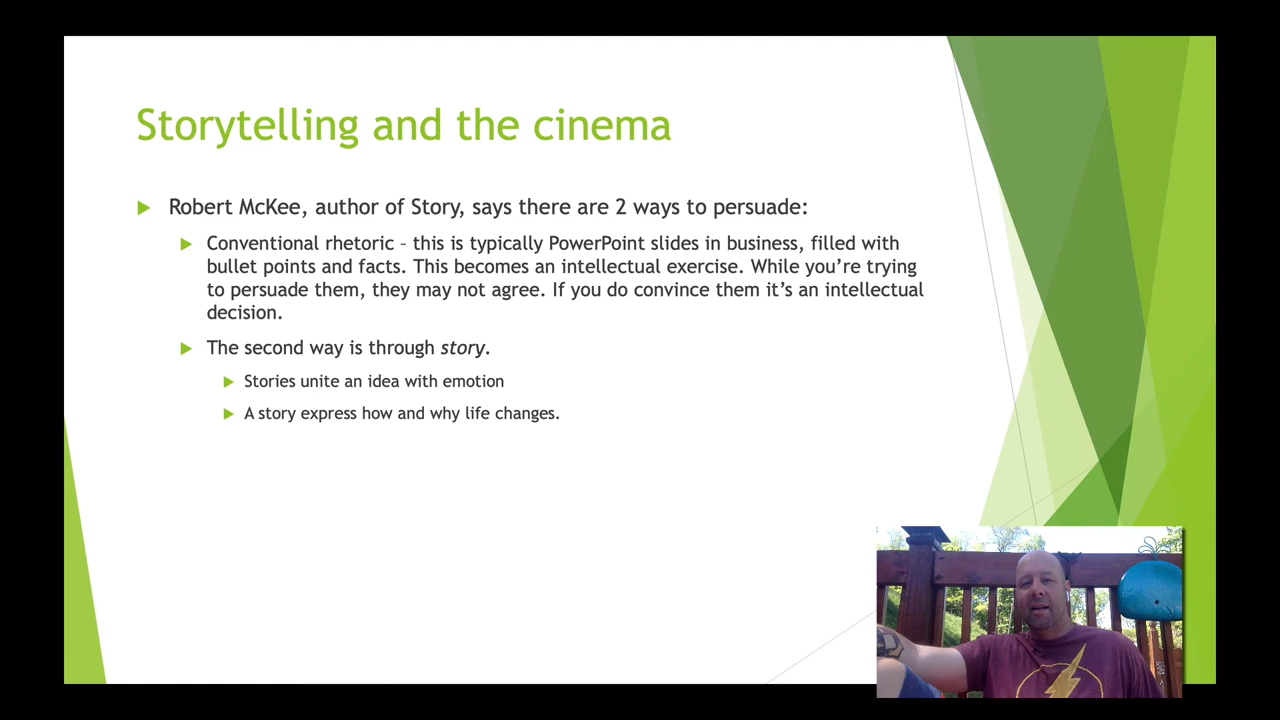 Storytelling and the cinema
Robert McKee, author of Story, says there are 2 ways to persuade:
Conventional rhetoric – this is typically PowerPoint slides in business, filled with
bullet points and facts. This becomes an intellectual exercise. While you’re trying
to persuade them, they may not agree. If you do convince them it’s an intellectual
decision.
The second way is through story.
Stories unite an idea with emotion
A story express how and why life changes.